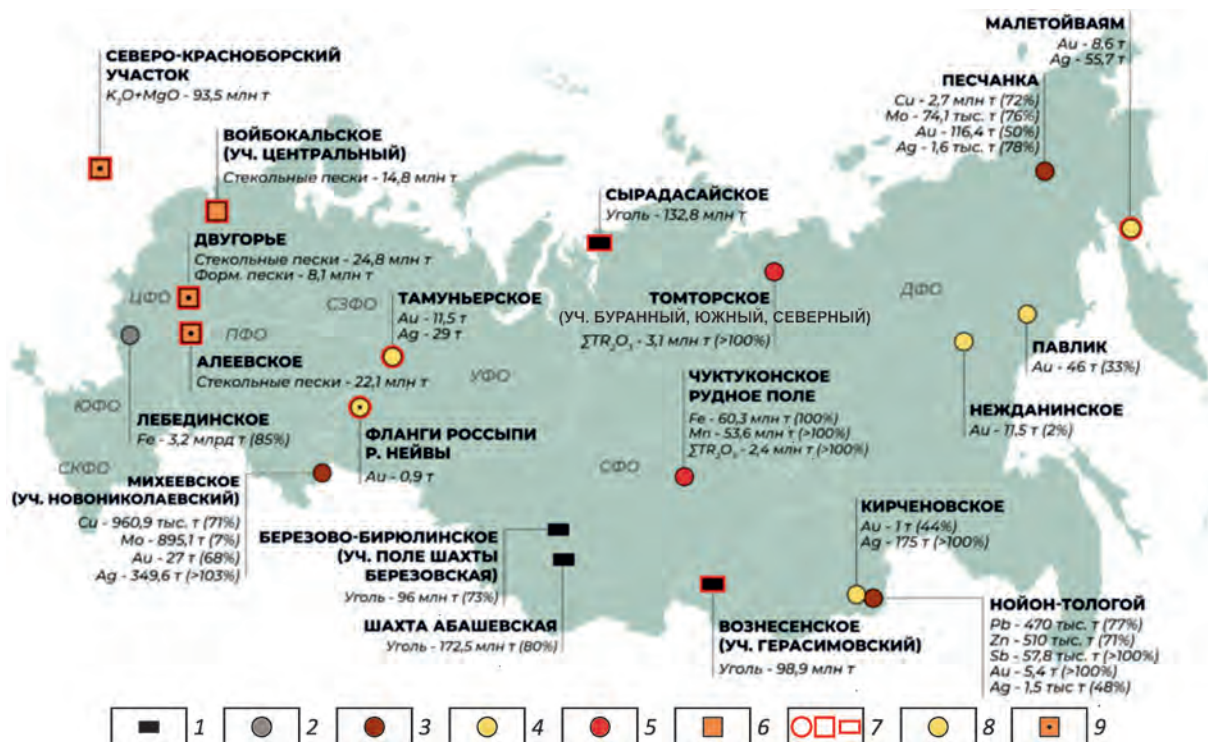 СЕВЕРО-КРАСНОБОРСКИЙ
УЧАСТОК
K₂O+MgO - 93,5 млн т
ВОЙБОКАЛЬСКОЕ
(УЧ. ЦЕНТРАЛЬНЫЙ)
Стекольные пески - 14,8 млн т
ДВУГОРЬЕ
Стекольные пески - 24,8 млн т
Форм. пески - 8,1 млн т
ЦФО
СЗФО
ПФО
АЛЕЕВСКОЕ
Стекольные пески - 22,1 млн т
ЮФО
ЛЕБЕДИНСКОЕ
Fe - 3,2 млрд т (85%)
СКФО
МИХЕЕВСКОЕ
(УЧ. НОВОНИКОЛАЕВСКИЙ)
Cu - 960,9 тыс. т (71%)
Mo - 895,1 т (7%)
Au - 27 т (68%)
Ag - 349,6 т (>103%)
ТАМУНЬЕРСКОЕ
Au - 11,5 т
Ag - 29 т
УФО
ФЛАНГИ РОССЫПИ
Р. НЕЙВЫ
Au - 0,9 т
БЕРЕЗОВО-БИРЮЛИНСКОЕ
(УЧ. ПОЛЕ ШАХТЫ
БЕРЕЗОВСКАЯ)
Уголь - 96 млн т (73%)
ШАХТА АБАШЕВСКАЯ
Уголь - 172,5 млн т (80%)
СЫРАДАСАЙСКОЕ
Уголь - 132,8 млн т
ТОМТОРСКОЕ
(УЧ. БУРАННЫЙ, ЮЖНЫЙ, СЕВЕРНЫЙ)
∑TR₂O₃ - 3,1 млн т (>100%)
ЧУКТУКОНСКОЕ
РУДНОЕ ПОЛЕ
Fe - 60,3 млн т (100%)
Mn - 53,6 млн т (>100%)
∑TR₂O₃ - 2,4 млн т (>100%)
СФО
ВОЗНЕСЕНСКОЕ
(УЧ. ГЕРАСИМОВСКИЙ)
Уголь - 98,9 млн т
МАЛЕТОЙВАЯМ
Au - 8,6 т
Ag - 55,7 т
ПЕСЧАНКА
Cu - 2,7 млн т (72%)
Mo - 74,1 тыс. т (76%)
Au - 116,4 т (50%)
Ag - 1,6 тыс. т (78%)
ДФО
ПАВЛИК
Au - 46 т (33%)
НЕЖДАНИНСКОЕ
Au - 11,5 т (2%)
КИРЧЕНОВСКОЕ
Au - 1 т (44%)
Ag - 175 т (>100%)
НОЙОН-ТОЛОГОЙ
Pb - 470 тыс. т (77%)
Zn - 510 тыс. т (71%)
Sb - 57,8 тыс. т (>100%)
Au - 5,4 т (>100%)
Ag - 1,5 тыс т (48%)
1 2 3 4 5 6 7 8 9